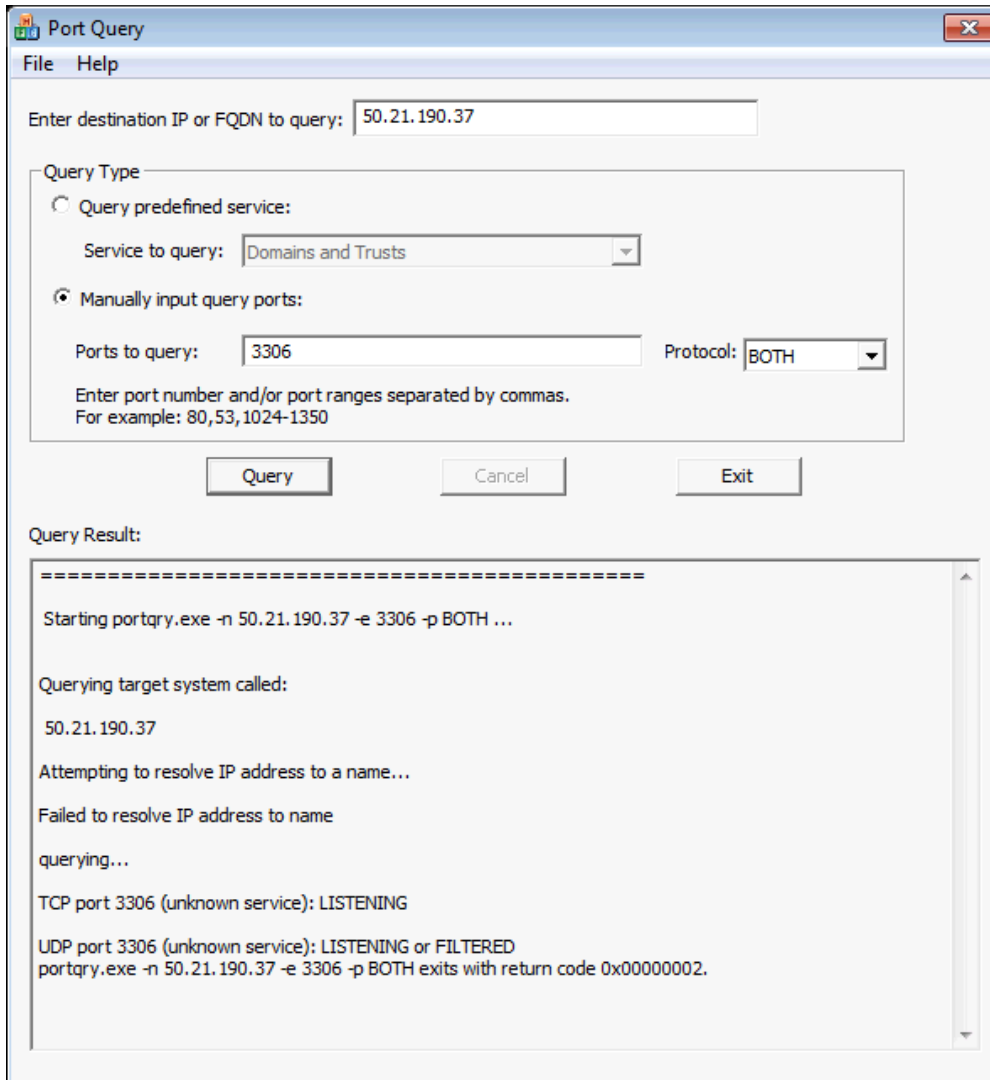 Port Query
File Help
Enter destination IP or FQDN to query: 50.21.190.37
Query Type
Query predefined service:
Service to query: Domains and Trusts
Manually input query ports:
Ports to query: 3306 Protocol: BOTH
Enter port number and/or port ranges separated by commas.
For example: 80,53,1024-1350
Query Cancel Exit
Query Result:
=============================================
Starting portqry.exe -n 50.21.190.37 -e 3306 -p BOTH ...
Querying target system called:
50.21.190.37
Attempting to resolve IP address to a name...
Failed to resolve IP address to name
querying...
TCP port 3306 (unknown service): LISTENING
UDP port 3306 (unknown service): LISTENING or FILTERED
portqry.exe -n 50.21.190.37 -e 3306 -p BOTH exits with return code 0x00000002.